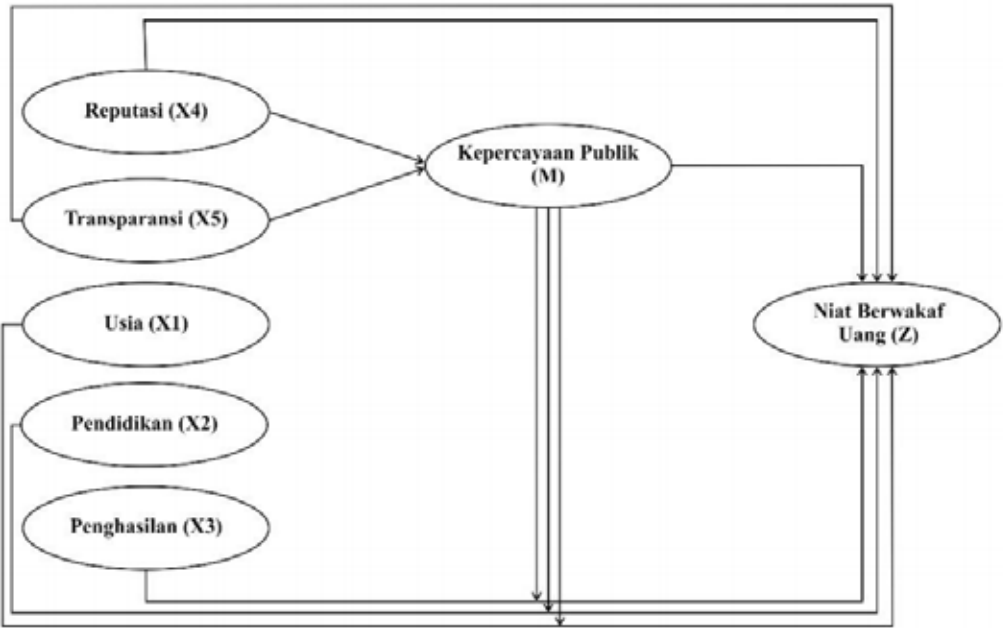 Reputasi (X4)
Kepercayaan Publik
(M)
Transparansi (X5)
Usia (X1)
Niat Berwakaf
Uang (Z)
Pendidikan (X2)
Penghasilan (X3)